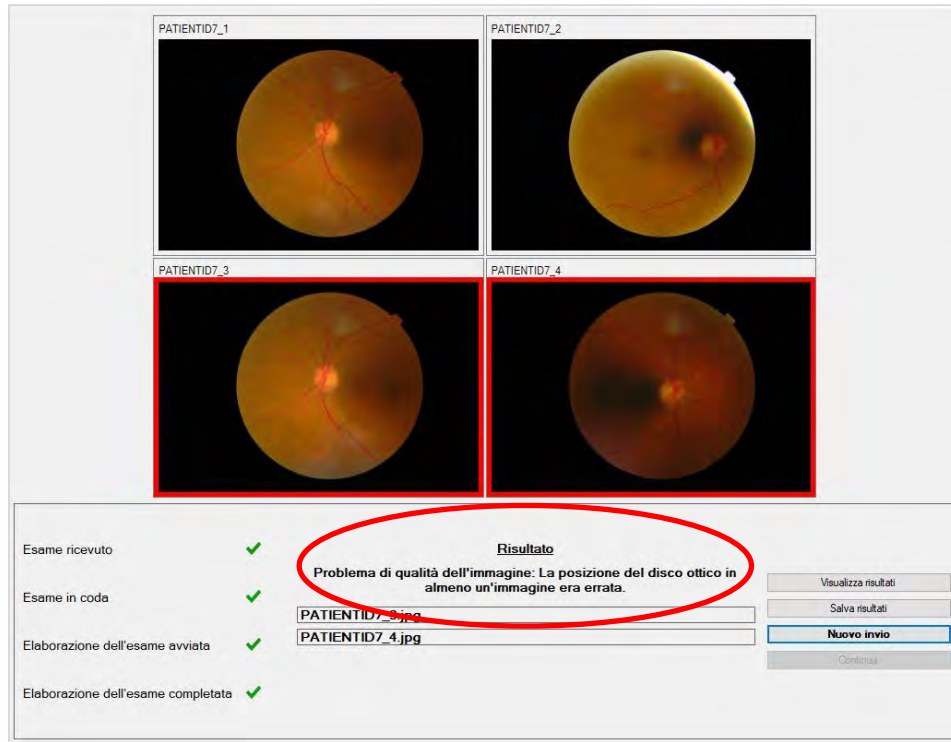 PATIENTID7_1
PATIENTID7_2
PATIENTID7_3
PATIENTID7_4
Esame ricevuto
Esame in coda
Elaborazione dell'esame avviata
Elaborazione dell'esame completata
Risultato
Problema di qualità dell'immagine: La posizione del disco ottico in
almeno un'immagine era errata.
PATIENTID7_3.jpg
PATIENTID7_4.jpg
Visualizza risultati
Salva risultati
Nuovo invio
Continua